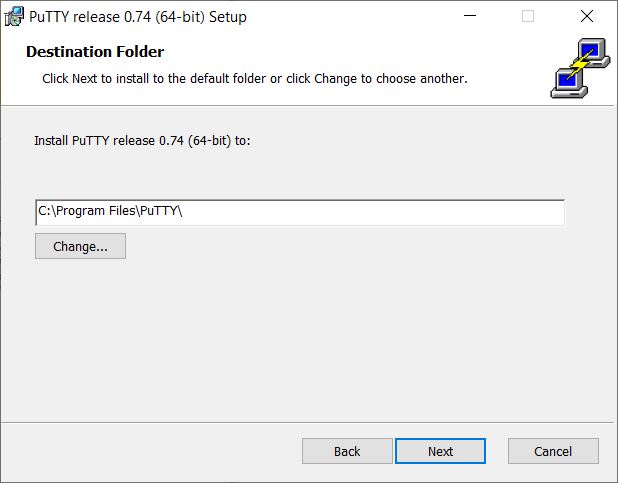 PuTTY release 0.74 (64-bit) Setup
Destination Folder
Click Next to install to the default folder or click Change to choose another.
Install PuTTY release 0.74 (64-bit) to:
C:\Program Files\PuTTY\
Change...
Back
Next
Cancel